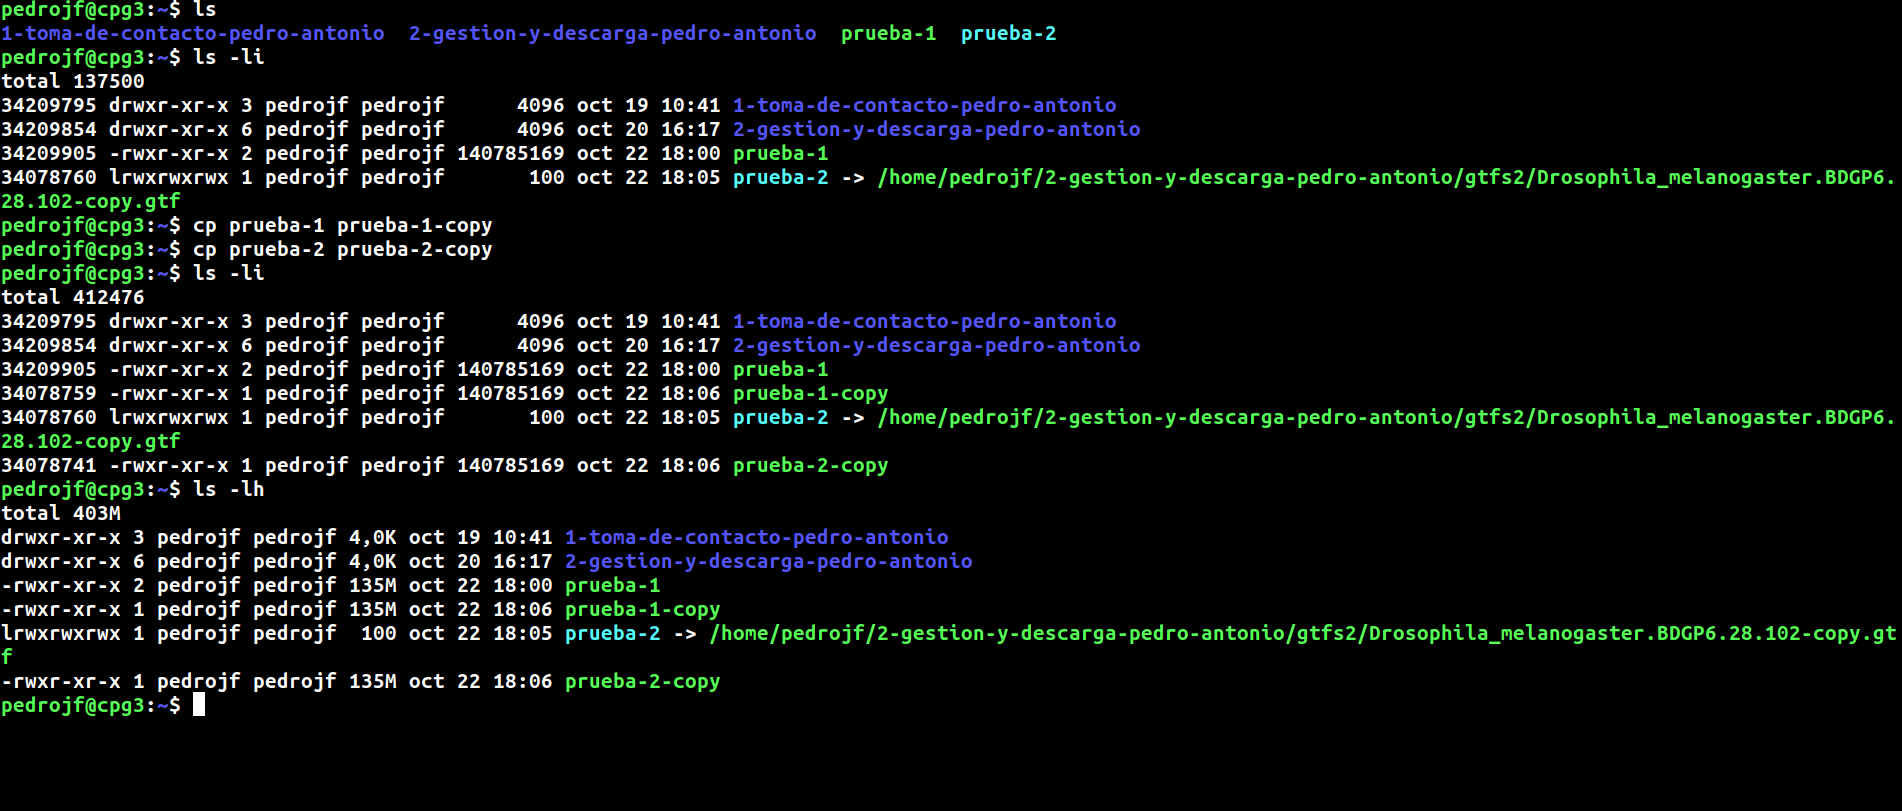 pedrojf@cpg3:~$ ls
1-toma-de-contacto-pedro-antonio  2-gestion-y-descarga-pedro-antonio  prueba-1  prueba-2
pedrojf@cpg3:~$ ls -li
total 137500
34209795 drwxr-xr-x 3 pedrojf pedrojf      4096 oct 19 10:41 1-toma-de-contacto-pedro-antonio
34209854 drwxr-xr-x 6 pedrojf pedrojf      4096 oct 20 16:17 2-gestion-y-descarga-pedro-antonio
34209905 -rwxr-xr-x 2 pedrojf pedrojf 140785169 oct 22 18:00 prueba-1
34078760 lrwxrwxrwx 1 pedrojf pedrojf       100 oct 22 18:05 prueba-2 -> /home/pedrojf/2-gestion-y-descarga-pedro-antonio/gtfs2/Drosophila_melanogaster.BDGP6.
28.102-copy.gtf
pedrojf@cpg3:~$ cp prueba-1 prueba-1-copy
pedrojf@cpg3:~$ cp prueba-2 prueba-2-copy
pedrojf@cpg3:~$ ls -li
total 412476
34209795 drwxr-xr-x 3 pedrojf pedrojf      4096 oct 19 10:41 1-toma-de-contacto-pedro-antonio
34209854 drwxr-xr-x 6 pedrojf pedrojf      4096 oct 20 16:17 2-gestion-y-descarga-pedro-antonio
34209905 -rwxr-xr-x 2 pedrojf pedrojf 140785169 oct 22 18:00 prueba-1
34078759 -rwxr-xr-x 1 pedrojf pedrojf 140785169 oct 22 18:06 prueba-1-copy
34078760 lrwxrwxrwx 1 pedrojf pedrojf       100 oct 22 18:05 prueba-2 -> /home/pedrojf/2-gestion-y-descarga-pedro-antonio/gtfs2/Drosophila_melanogaster.BDGP6.
28.102-copy.gtf
34078741 -rwxr-xr-x 1 pedrojf pedrojf 140785169 oct 22 18:06 prueba-2-copy
pedrojf@cpg3:~$ ls -lh
total 403M
drwxr-xr-x 3 pedrojf pedrojf 4,0K oct 19 10:41 1-toma-de-contacto-pedro-antonio
drwxr-xr-x 6 pedrojf pedrojf 4,0K oct 20 16:17 2-gestion-y-descarga-pedro-antonio
-rwxr-xr-x 2 pedrojf pedrojf 135M oct 22 18:00 prueba-1
-rwxr-xr-x 1 pedrojf pedrojf 135M oct 22 18:06 prueba-1-copy
lrwxrwxrwx 1 pedrojf pedrojf  100 oct 22 18:05 prueba-2 -> /home/pedrojf/2-gestion-y-descarga-pedro-antonio/gtfs2/Drosophila_melanogaster.BDGP6.28.102-copy.gt
f
-rwxr-xr-x 1 pedrojf pedrojf 135M oct 22 18:06 prueba-2-copy
pedrojf@cpg3:~$